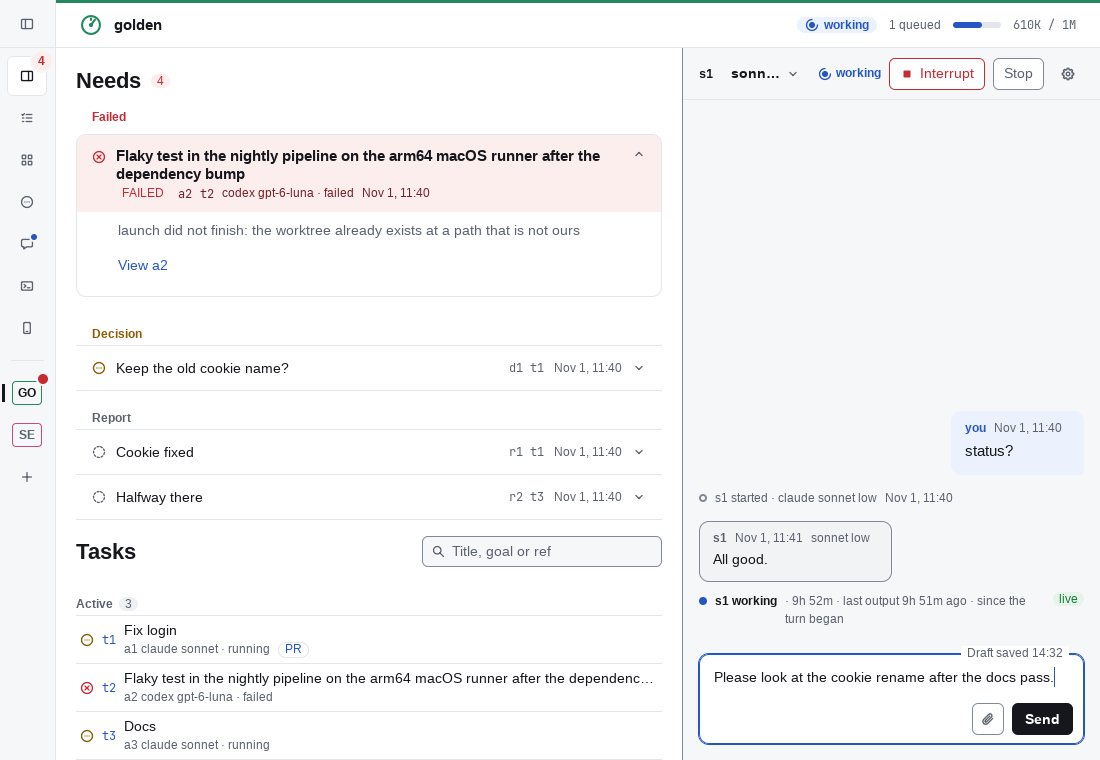 golden
working
1 queued
610K / 1M
4
GO
SE
Needs 4
Failed
Flaky test in the nightly pipeline on the arm64 macOS runner after the
dependency bump
FAILED a2 t2 codex gpt-6-luna · failed Nov 1, 11:40
launch did not finish: the worktree already exists at a path that is not ours
View a2
Decision
Keep the old cookie name? d1 t1 Nov 1, 11:40
Report
Cookie fixed r1 t1 Nov 1, 11:40
Halfway there r2 t3 Nov 1, 11:40
Tasks
Title, goal or ref
Active 3
t1 Fix login
a1 claude sonnet · running PR
t2 Flaky test in the nightly pipeline on the arm64 macOS runner after the dependenc…
a2 codex gpt-6-luna · failed
t3 Docs
a3 claude sonnet · running
s1 sonn… working Interrupt Stop
you Nov 1, 11:40
status?
s1 started · claude sonnet low Nov 1, 11:40
s1 Nov 1, 11:41 sonnet low
All good.
s1 working · 9h 52m · last output 9h 51m ago · since the
turn began
live
Draft saved 14:32
Please look at the cookie rename after the docs pass.
Send